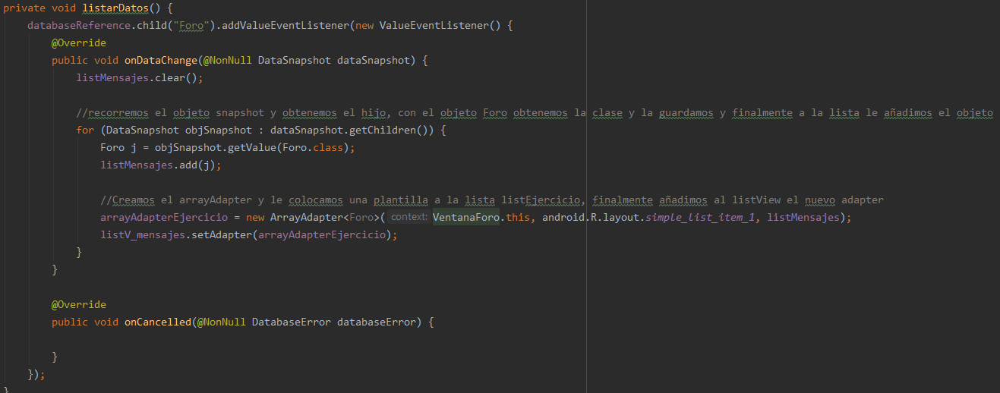 private void listarDatos() {
databaseReference.child("Foro").addValueEventListener(new ValueEventListener() {
@Override
public void onDataChange(@NonNull DataSnapshot dataSnapshot) {
listMensajes.clear();
//recorremos el objeto snapshot y obtenemos el hijo, con el objeto Foro obtenemos la clase y la guardamos y finalmente a la lista le añadimos el objeto
for (DataSnapshot objSnapshot : dataSnapshot.getChildren()) {
Foro j = objSnapshot.getValue(Foro.class);
listMensajes.add(j);
//Creamos el arrayAdapter y le colocamos una plantilla a la lista listEjercicio, finalmente añadimos al listView el nuevo adapter
arrayAdapterEjercicio = new ArrayAdapter<Foro>( context: VentanaForo.this, android.R.layout.simple_list_item_1, listMensajes);
listV_mensajes.setAdapter(arrayAdapterEjercicio);
}
}
@Override
public void onCancelled(@NonNull DatabaseError databaseError) {
}
});
}